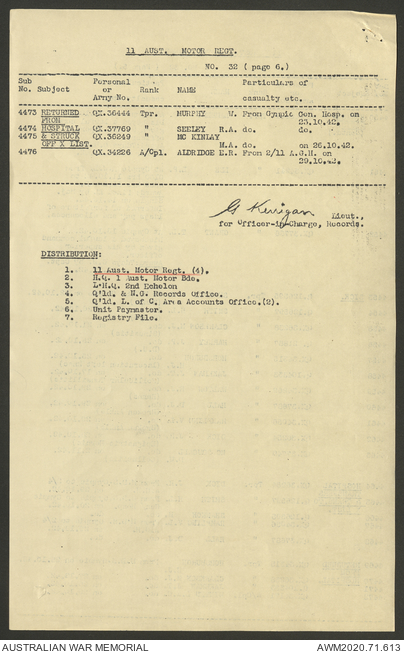 11 AUST. MOTOR REGT.
NO. 32 ( page 6.)
Sub Personal Particulars of
No. Subject or Rank NAME
Army No. casualty etc.
4473 RETURNED QX.36444 Tpr. MURPHY W. From Gympie Gen. Hosp. on
FROM 23.10.42.
4474 HOSPITAL QX.37769 " SEELEY R.A. do. do.
4475 & STRUCK QX.36249 " MC KINLAY
OFF X LIST. M.A. do. on 26.10.42.
4476 QX.34226 A/Cpl. ALDRIDGE E.R. From 2/11 A.G.H. on
29.10.42.
G Kerrigan Lieut.,
for Officer-in-Charge, Records.
DISTRIBUTION:
1. 11 Aust. Motor Regt. (4).
2. H.Q. 1 Aust. Motor Bde.
3. L.H.Q. 2nd Echelon
4. Q'ld. & N.G. Records Office.
5. Q'ld. L. of C. Area Accounts Office.(2).
6. Unit Paymaster.
7. Registry File.
AUSTRALIAN WAR MEMORIAL AWM2020.71.613